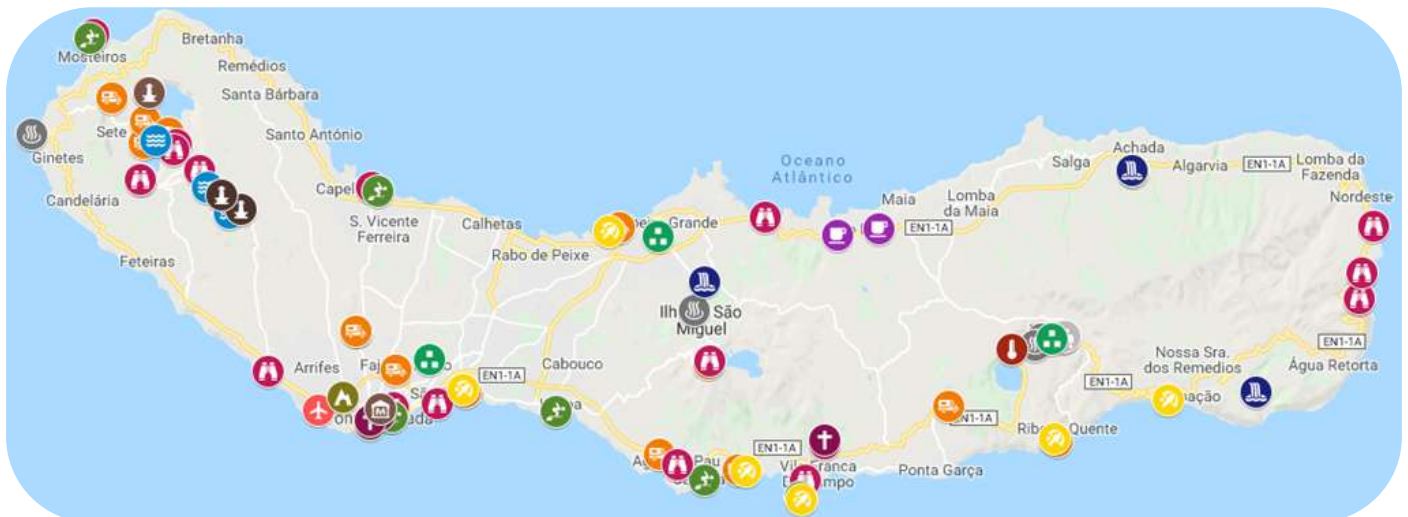 Mosteiros
Bretanha
Remédios
Santa Bárbara
Santo António
Sete
Ginetes
Candelária
Feteiras
Capel
S. Vicente
Ferreira
Calhetas
Rabo de Peixe
Grande
Oceano
Atlântico
Maia
Lomba
da Maia
EN1-1A
Salga
Achada
Algarvia
EN1-1A
Lomba da
Fazenda
Nordeste
São
Miguel
Arrifes
EN1-1A
Cabouco
EN1-1A
Vila Franca
Ponta Garça
Quente
EN1-1A
Nossa Sra.
dos Remedios
EN1-1A
Água Retorta
M